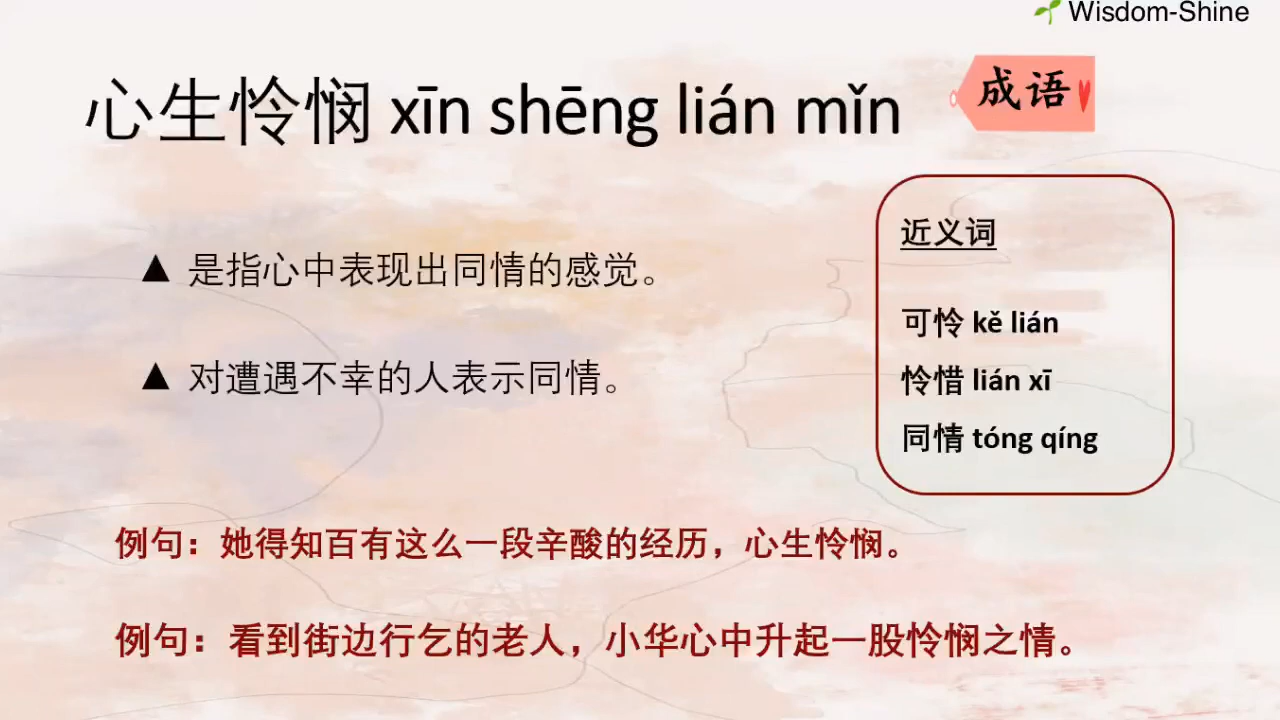 Wisdom-Shine
心生怜悯 xīn shēng lián mǐn
成语
▲ 是指心中表现出同情的感觉。
▲ 对遭遇不幸的人表示同情。
近义词
可怜 kě lián
怜惜 lián xī
同情 tóng qíng
例句：她得知百有这么一段辛酸的经历，心生怜悯。
例句：看到街边行乞的老人，小华心中升起一股怜悯之情。